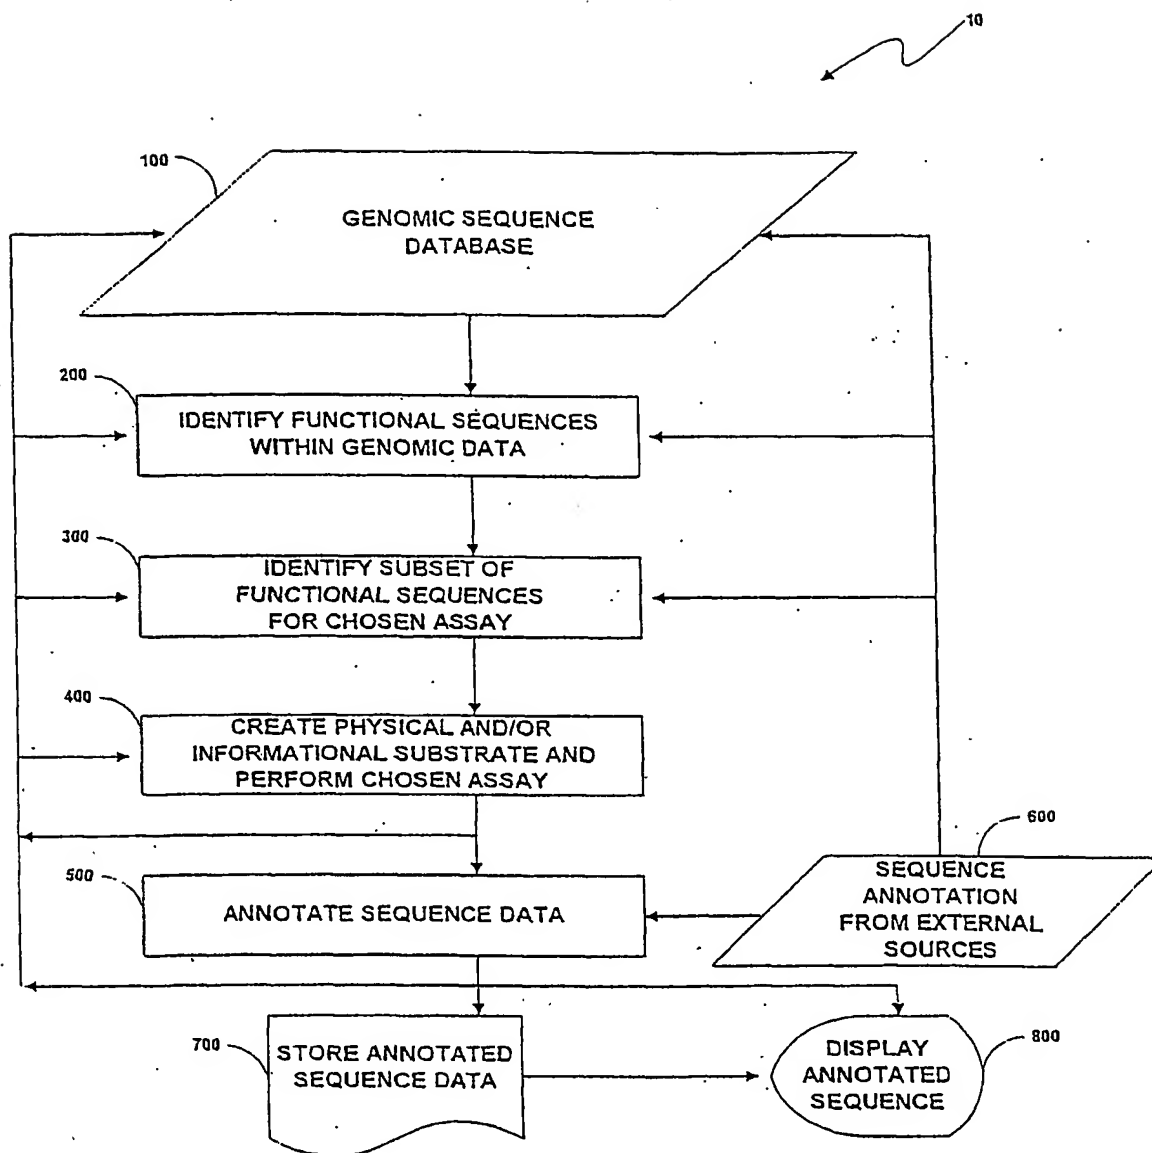 10
100
GENOMIC SEQUENCE
DATABASE
200
IDENTIFY FUNCTIONAL SEQUENCES
WITHIN GENOMIC DATA
300
IDENTIFY SUBSET OF
FUNCTIONAL SEQUENCES
FOR CHOSEN ASSAY
400
CREATE PHYSICAL AND/OR
INFORMATIONAL SUBSTRATE AND
PERFORM CHOSEN ASSAY
500
ANNOTATE SEQUENCE DATA
600
SEQUENCE
ANNOTATION
FROM EXTERNAL
SOURCES
700
STORE ANNOTATED
SEQUENCE DATA
800
DISPLAY
ANNOTATED
SEQUENCE